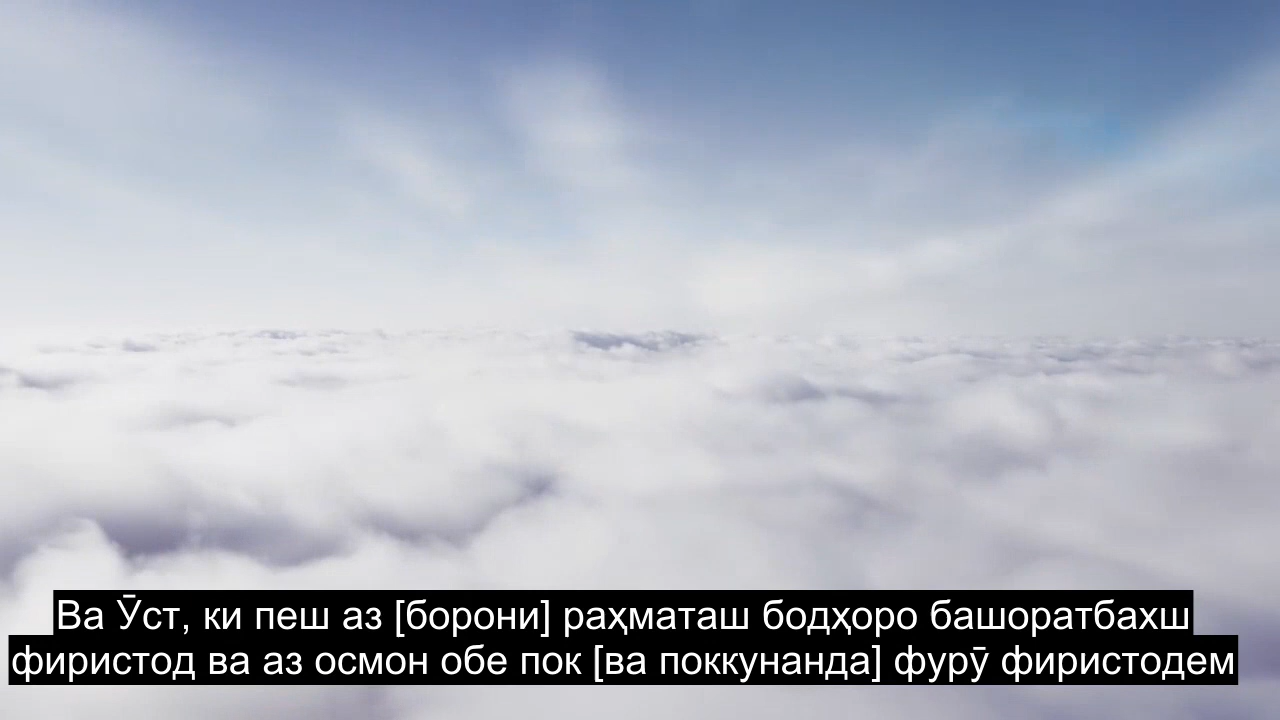 Ва Ӯст, ки пеш аз [борони] раҳматаш бодҳоро башоратбахш
фиристод ва аз осмон обе пок [ва поккунанда] фурӯ фиристодем